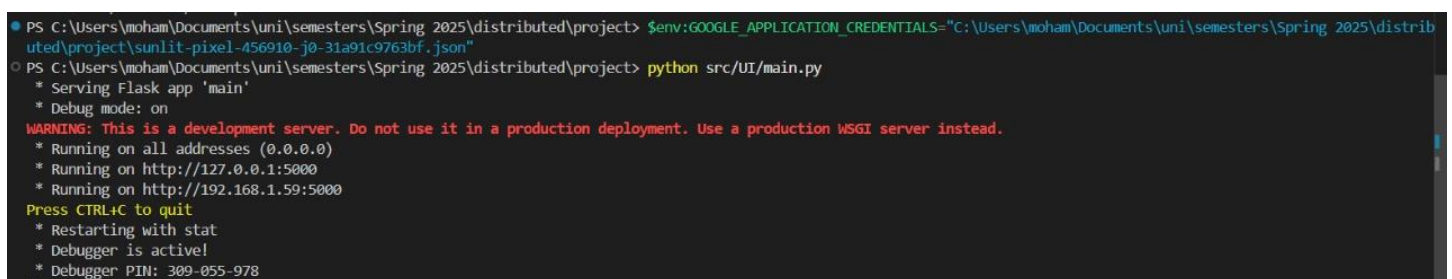 PS C:\Users\moham\Documents\uni\semesters\Spring 2025\distributed\project> $env:GOOGLE_APPLICATION_CREDENTIALS="C:\Users\moham\Documents\uni\semesters\Spring 2025\distrib
uted\project\sunlit-pixel-456910-j0-31a91c9763bf.json"
PS C:\Users\moham\Documents\uni\semesters\Spring 2025\distributed\project> python src/UI/main.py
* Serving Flask app 'main'
* Debug mode: on
WARNING: This is a development server. Do not use it in a production deployment. Use a production WSGI server instead.
* Running on all addresses (0.0.0.0)
* Running on http://127.0.0.1:5000
* Running on http://192.168.1.59:5000
Press CTRL+C to quit
* Restarting with stat
* Debugger is active!
* Debugger PIN: 309-055-978